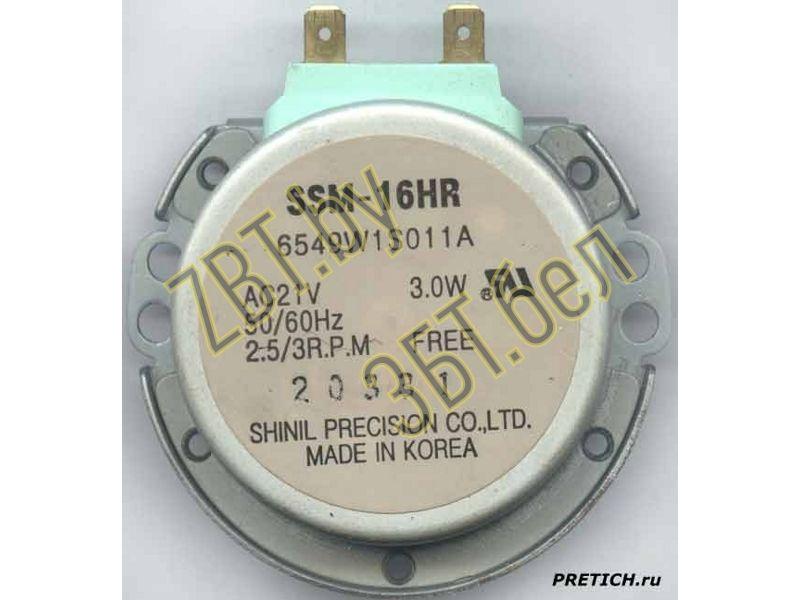 SSM-16HR
6549W1S011A
AC21V 3.0W
50/60Hz
2.5/3R.P.M FREE
20331
SHINIL PRECISION CO.,LTD.
MADE IN KOREA
ZBT.by
ЗБТ.бел
PRETICH.ru